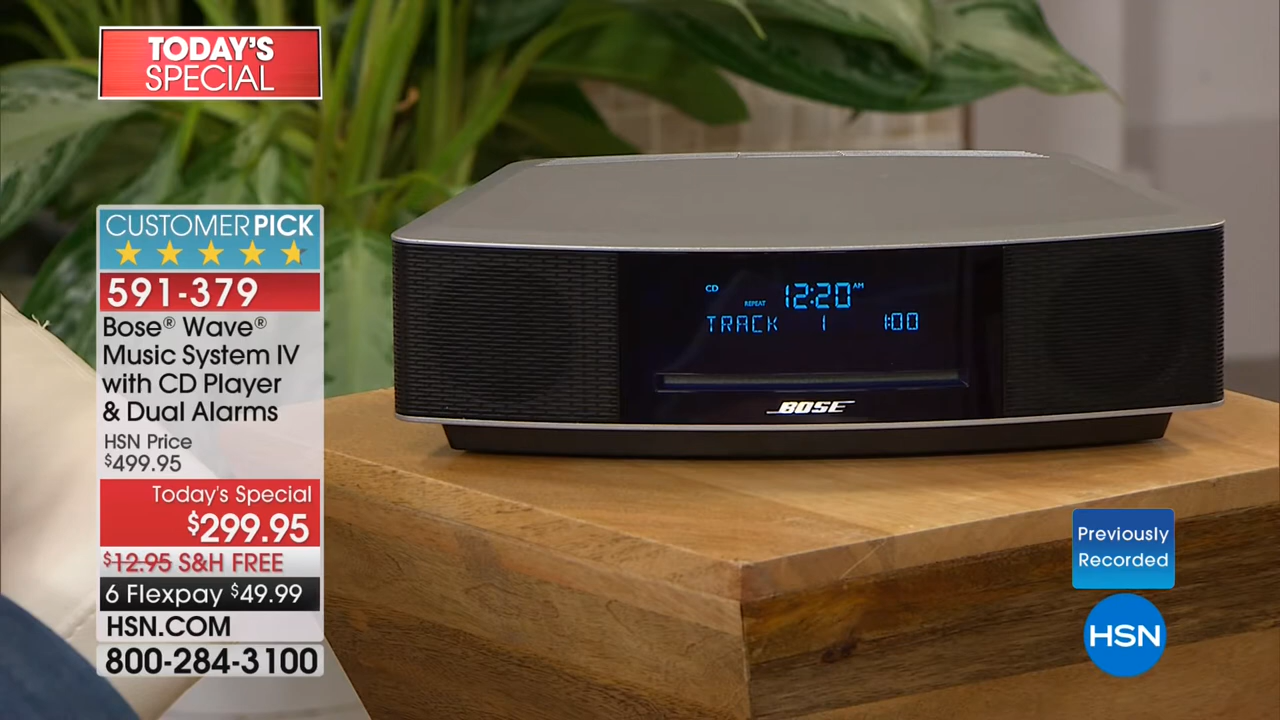 TODAY'S
SPECIAL
CUSTOMERPICK
591-379
Bose® Wave®
Music System IV
with CD Player
& Dual Alarms
HSN Price
$499.95
Today's Special
$299.95
$12.95 S&H FREE
6 Flexpay $49.99
HSN.COM
800-284-3100
CD
REPEAT 12:20 AM
TRACK 1 1:00
BOSE
Previously
Recorded
HSN